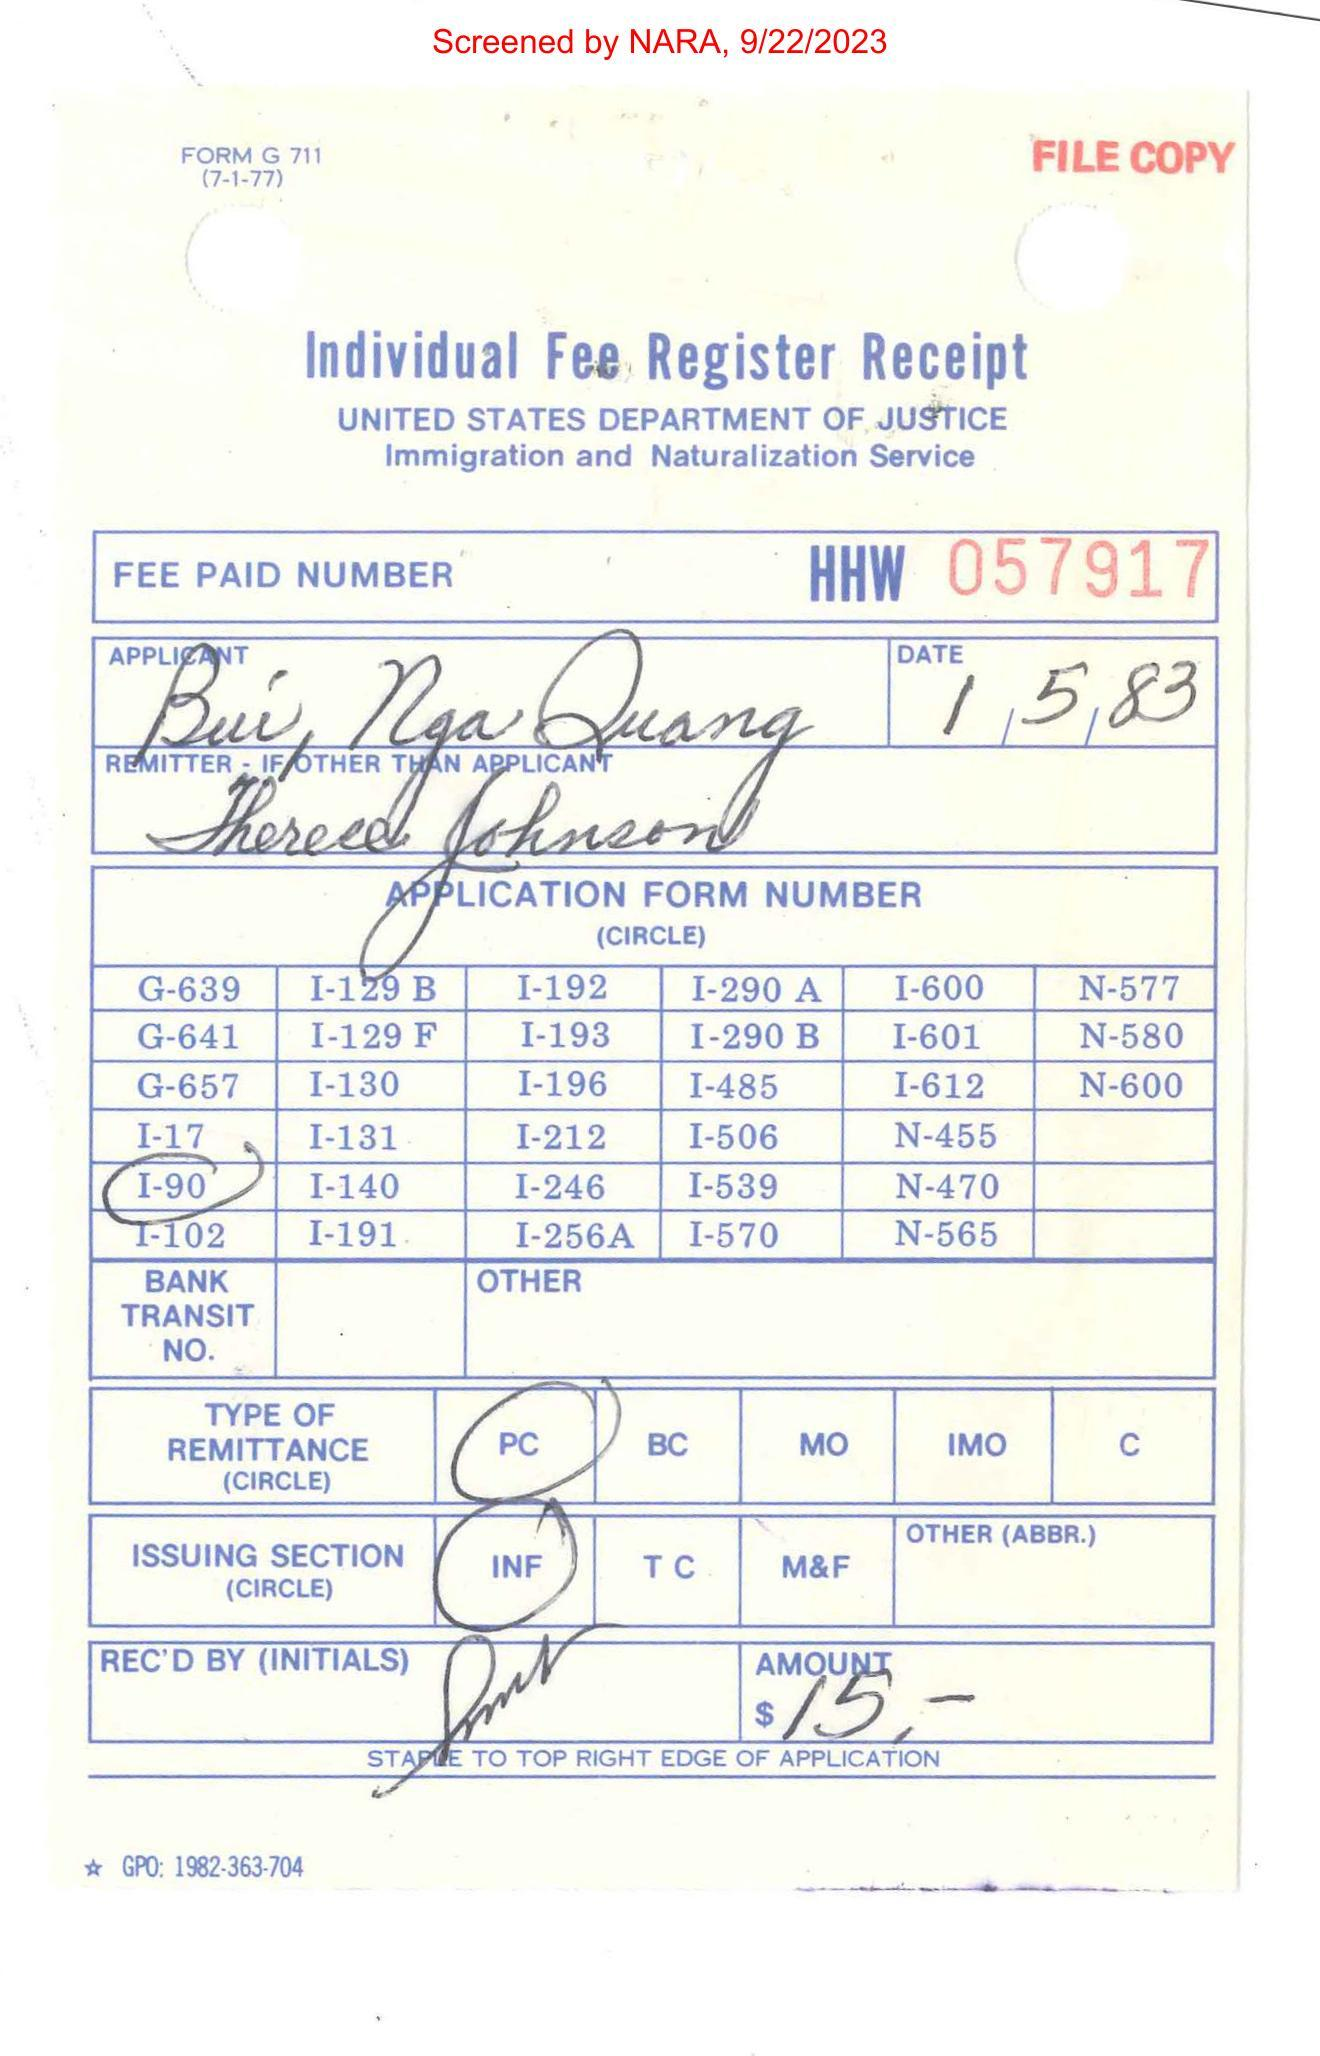 Screened by NARA, 9/22/2023
FORM G 711
(7-1-77)
FILE COPY
Individual Fee Register Receipt
UNITED STATES DEPARTMENT OF JUSTICE
Immigration and Naturalization Service
FEE PAID NUMBER HHW 057917
APPLICANT DATE
Bui, Nga Quang 1/5/83
REMITTER - IF OTHER THAN APPLICANT
Johnson
APPLICATION FORM NUMBER
(CIRCLE)
G-639 I-129 B I-192 I-290 A I-600 N-577
G-641 I-129 F I-193 I-290 B I-601 N-580
G-657 I-130 I-196 I-485 I-612 N-600
I-17 I-131 I-212 I-506 N-455
I-90 I-140 I-246 I-539 N-470
I-102 I-191 I-256A I-570 N-565
BANK TRANSIT NO. OTHER
TYPE OF REMITTANCE (CIRCLE) PC BC MO IMO C
ISSUING SECTION (CIRCLE) INF T C M&F OTHER (ABBR.)
REC'D BY (INITIALS) AMOUNT
$ 15,-
STAPLE TO TOP RIGHT EDGE OF APPLICATION
☆ GPO: 1982-363-704